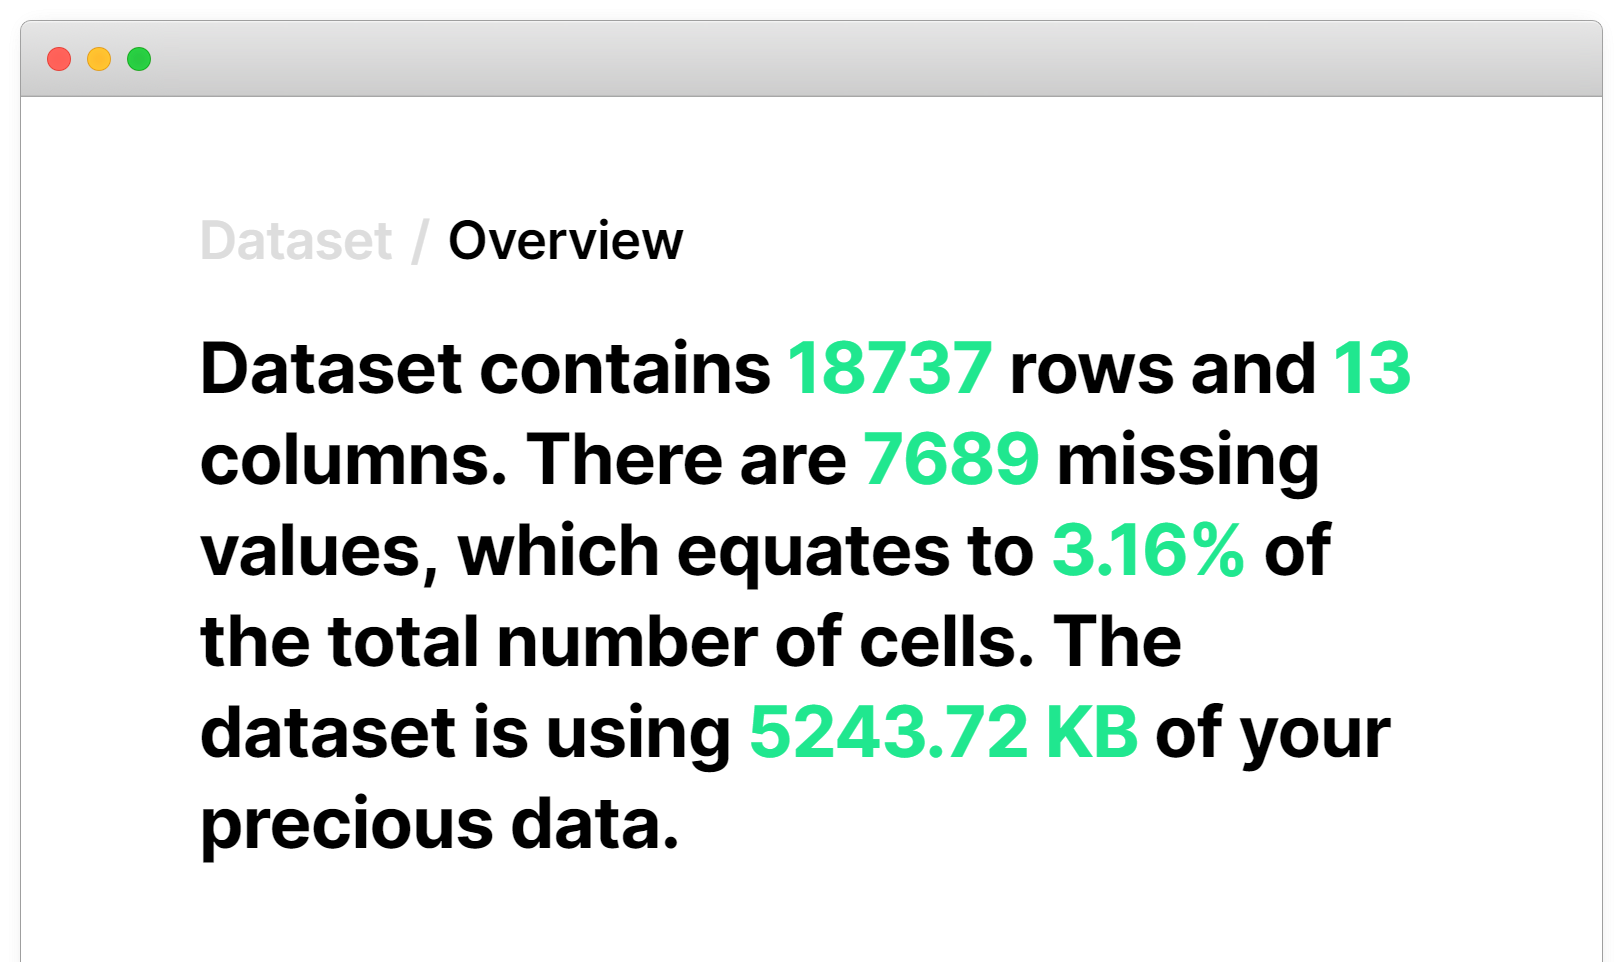 Dataset / Overview
Dataset contains 18737 rows and 13
columns. There are 7689 missing
values, which equates to 3.16% of
the total number of cells. The
dataset is using 5243.72 KB of your
precious data.